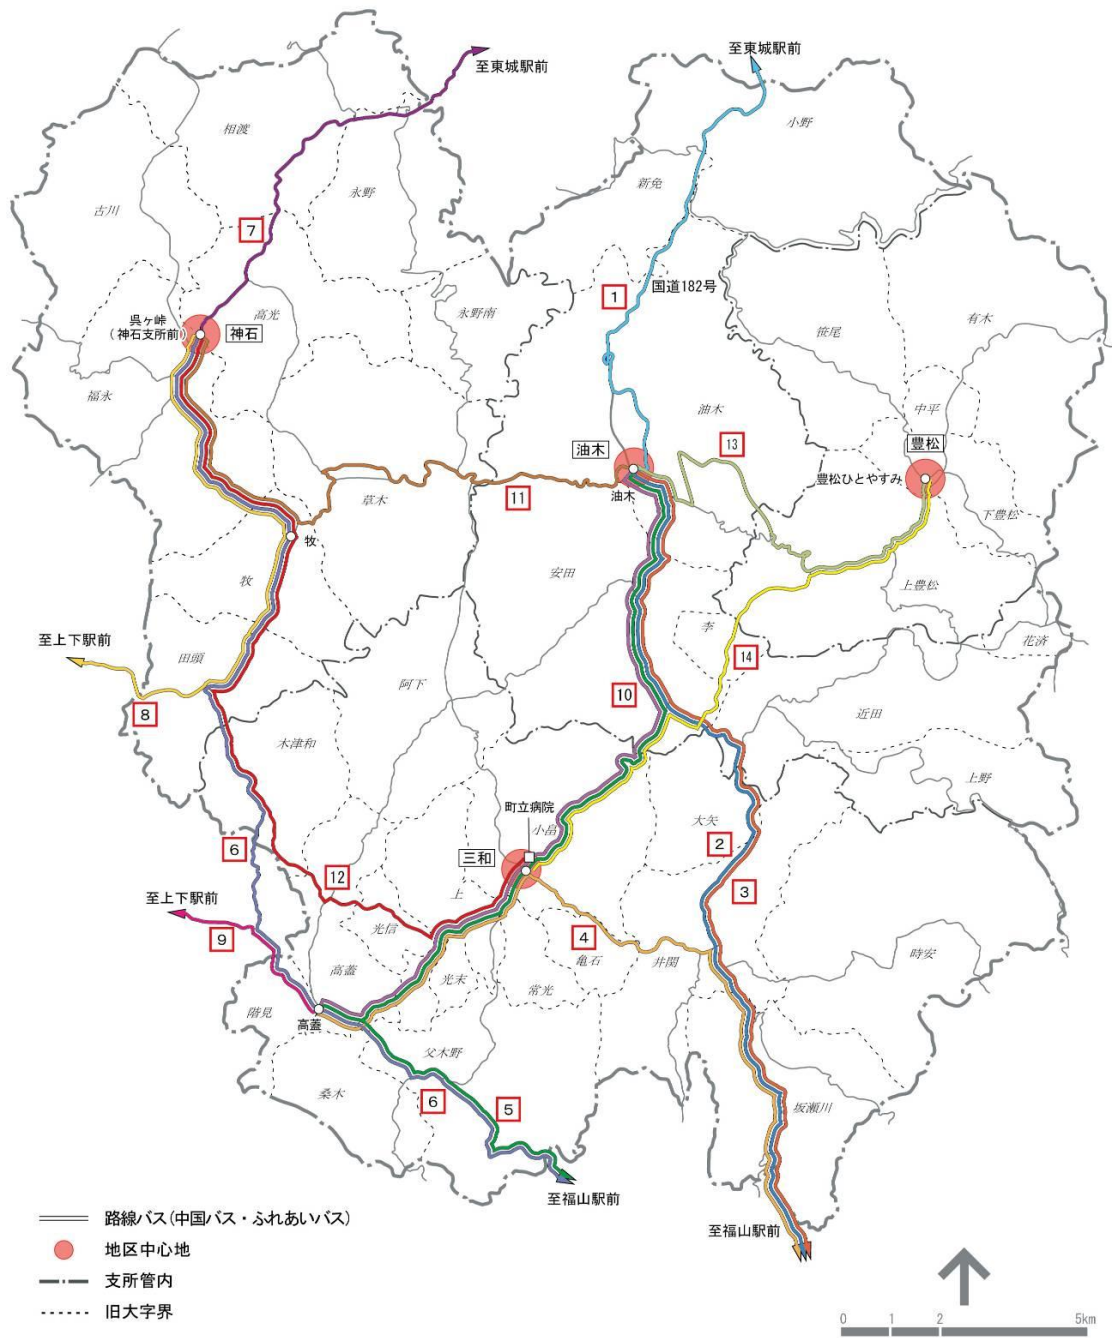 至東城駅前
至東城駅前
相渡
小野
新免
永野
古川
7
国道182号
1
永野南
呉ヶ峠
(神石支所前)
神石
高光
笹尾
有木
福永
油木
中平
13
豊松
油木
豊松ひとやすみ
草木
11
油木
下豊松
牧
安田
牧
上豊松
李
花済
至上下駅前
田頭
14
阿下
10
8
近田
木津和
上野
町立病院
小畠
大矢
6
三和
2
12
3
至上下駅前
上
光信
9
4
亀石
井関
時安
高蓋
光末
常光
階見
高蓋
父木野
桑木
6
5
坂瀬川
至福山駅前
至福山駅前
路線バス(中国バス・ふれあいバス)
地区中心地
支所管内
旧大字界
0 1 2 5km